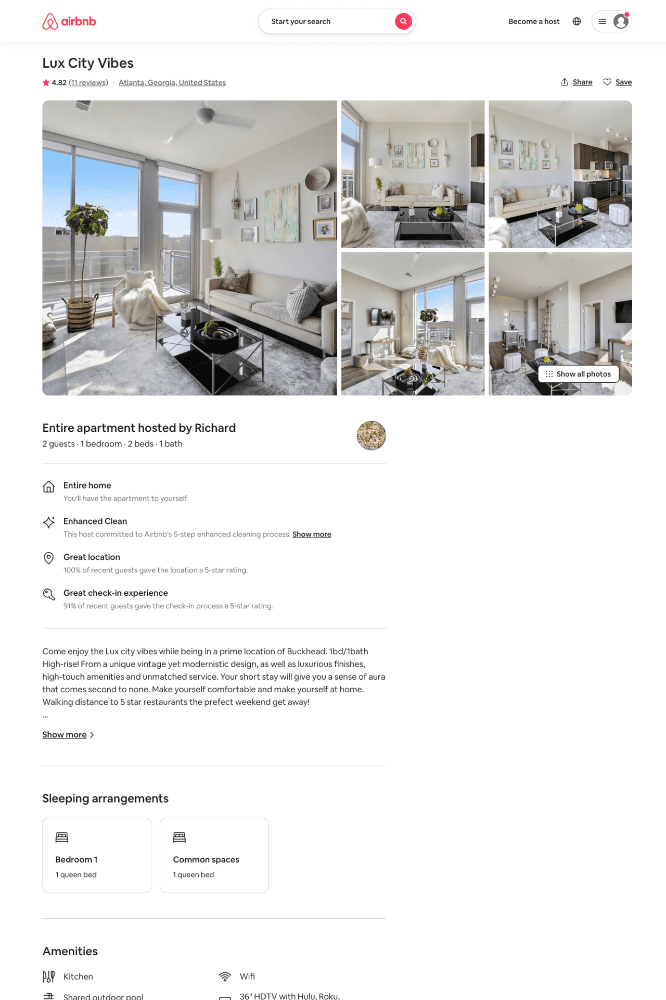 airbnb
Start your search
Become a host
Lux City Vibes
4.82 (11 reviews) · Atlanta, Georgia, United States
Share
Save
Show all photos
Entire apartment hosted by Richard
2 guests · 1 bedroom · 2 beds · 1 bath
Entire home
You'll have the apartment to yourself.
Enhanced Clean
This host committed to Airbnb's 5-step enhanced cleaning process. Show more
Great location
100% of recent guests gave the location a 5-star rating.
Great check-in experience
91% of recent guests gave the check-in process a 5-star rating.
Come enjoy the Lux city vibes while being in a prime location of Buckhead. 1bd/1bath
High-rise! From a unique vintage yet modernistic design, as well as luxurious finishes,
high-touch amenities and unmatched service. Your short stay will give you a sense of aura
that comes second to none. Make yourself comfortable and make yourself at home.
Walking distance to 5 star restaurants the prefect weekend get away!
...
Show more
Sleeping arrangements
Bedroom 1
1 queen bed
Common spaces
1 queen bed
Amenities
Kitchen
Wifi
Shared outdoor pool
36" HDTV with Hulu, Roku,